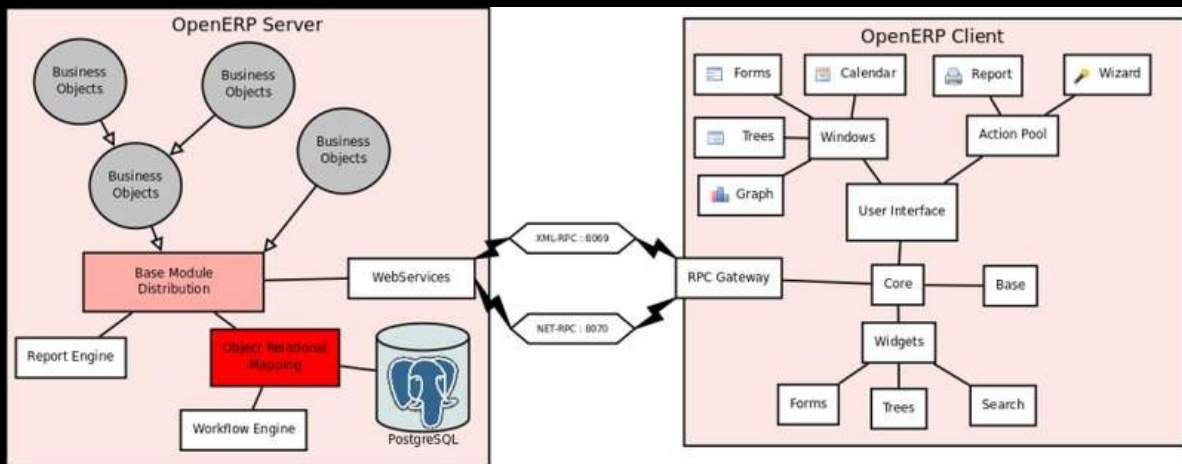 OpenERP Server
Business
Objects
Business
Objects
Business
Objects
Business
Objects
Base Module
Distribution
WebServices
Report Engine
Object Relational
Mapping
Workflow Engine
PostgreSQL
XML-RPC : 8069
NET-RPC : 8070
OpenERP Client
Forms
Calendar
Report
Wizard
Trees
Windows
Action Pool
Graph
User Interface
RPC Gateway
Core
Base
Widgets
Forms
Trees
Search